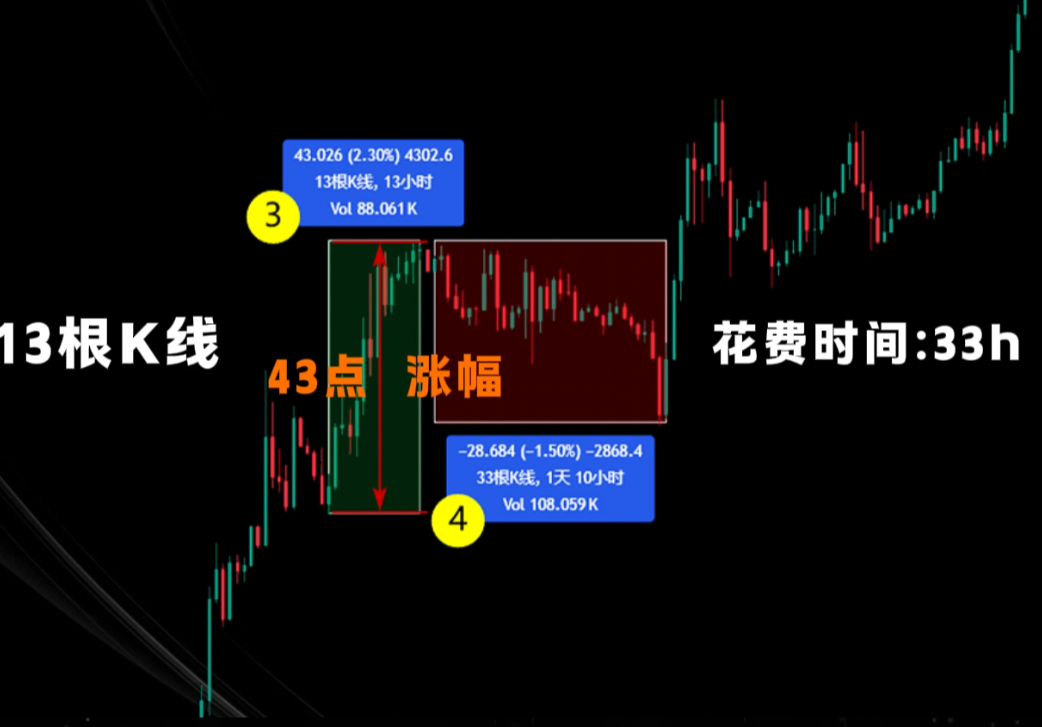 43.026 (2.30%) 4302.6
13根K线, 13小时
Vol 88.061K
3
13根K线
43点 涨幅
花费时间:33h
−28.684 (−1.50%) −2868.4
33根K线, 1天 10小时
Vol 108.059K
4